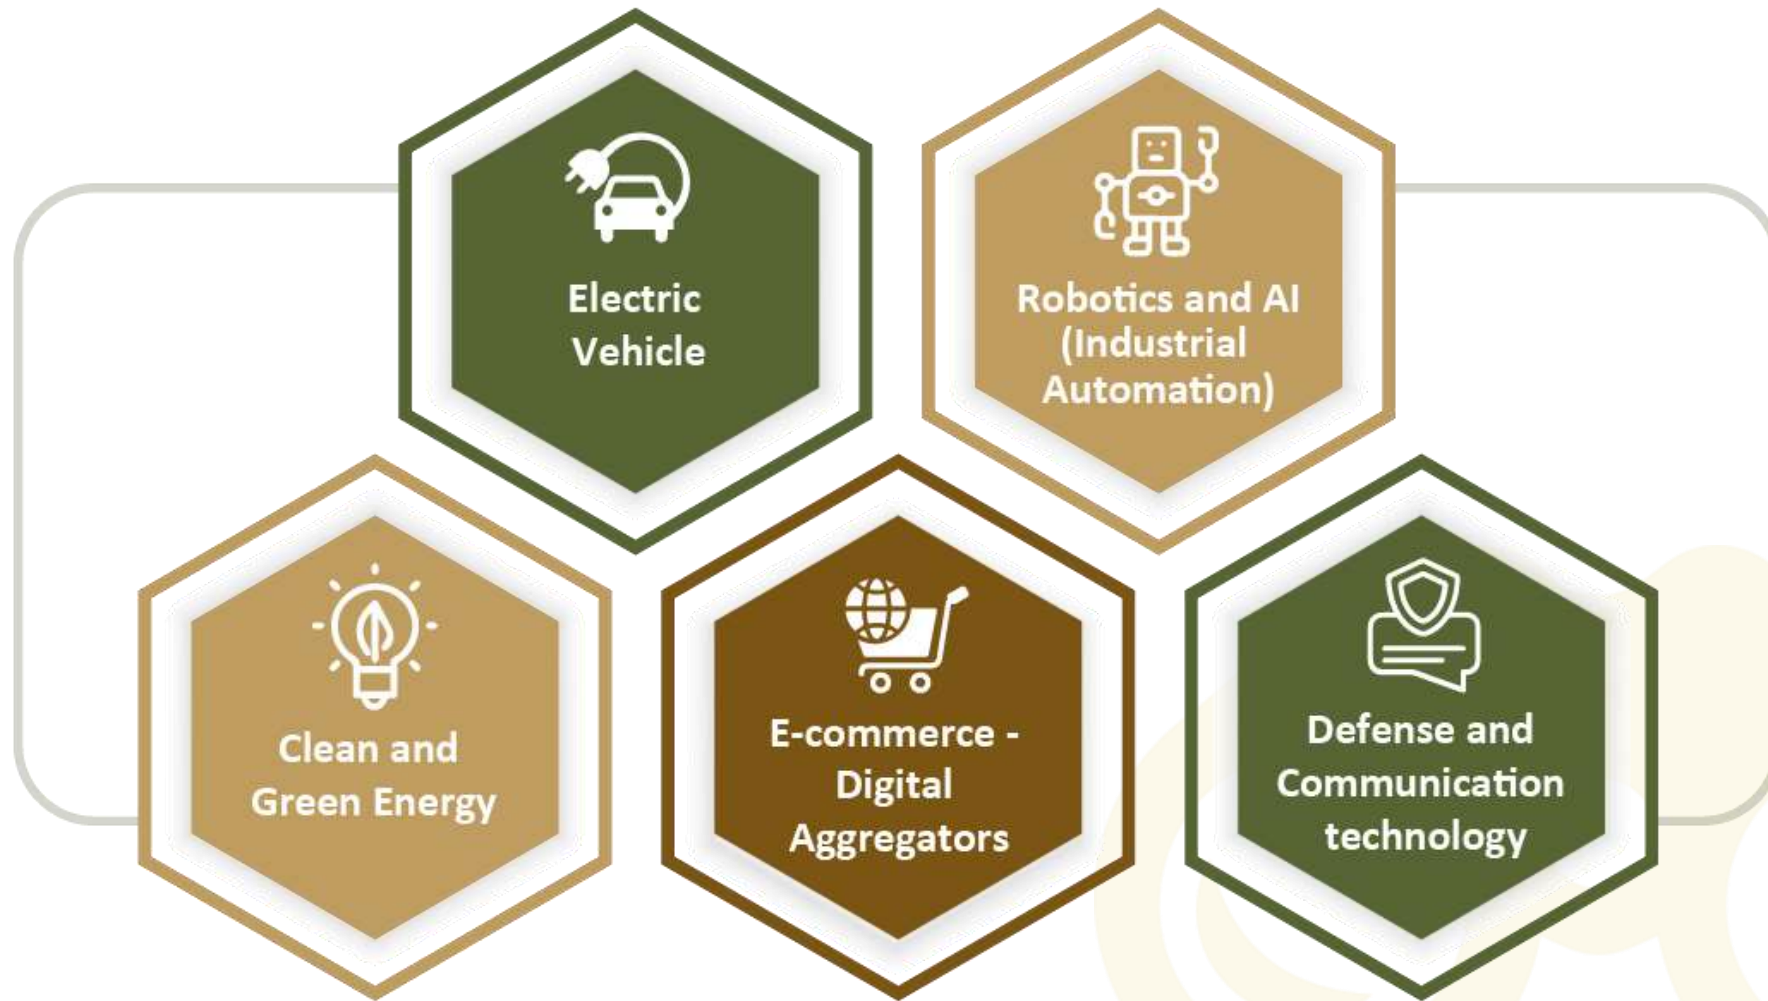 Electric
Vehicle
Robotics and AI
(Industrial
Automation)
Clean and
Green Energy
E-commerce -
Digital
Aggregators
Defense and
Communication
technology